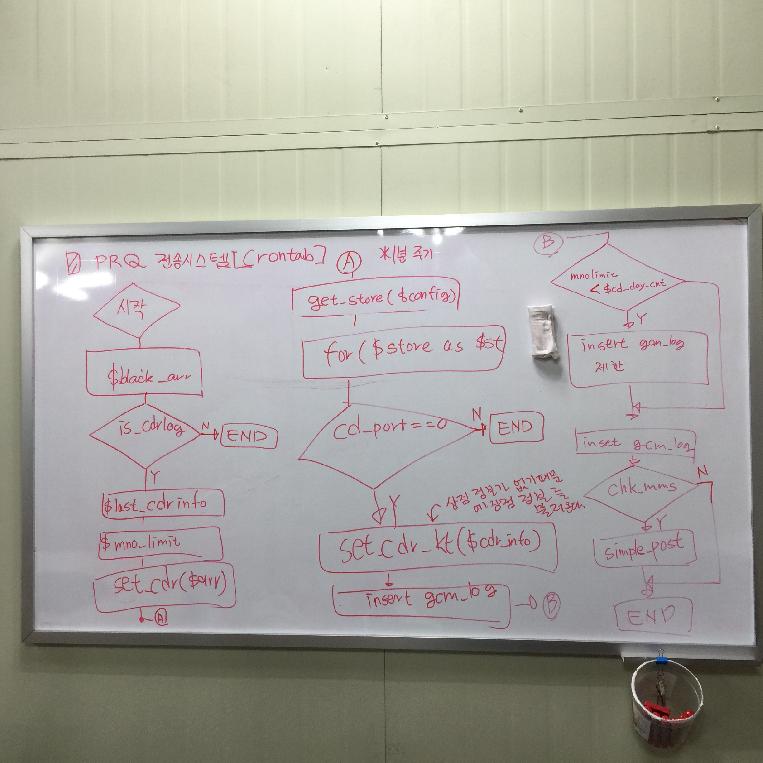 PRQ 전송시스템[Crontab]
시작
$black_arr
is_cdrlog
N
END
Y
$last_cdrinfo
$mno_limit
set_cdr($arr)
A
A
*1분 주기
get_store($config)
for($store as $st
cd_port==0
N
END
Y
상점 정보가 없기때문
에 상점 정보를
불러온다.
set_cdr_kt($cdr_info)
insert gcm_log
B
B
mnolimit
<$cd_day_cnt
Y
insert gcm_log
제한
inset gcm_log
chk_mms
N
Y
simple_post
END